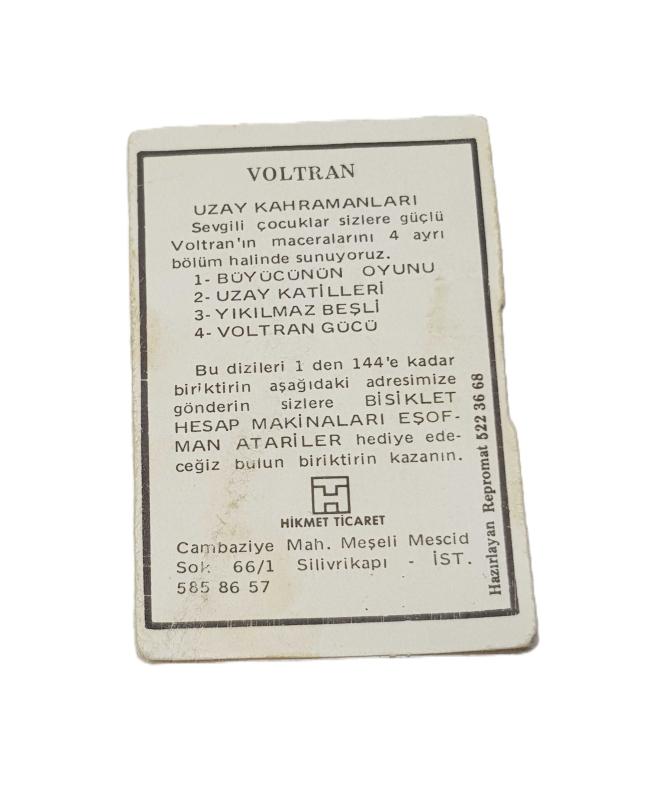 VOLTRAN
UZAY KAHRAMANLARI
Sevgili çocuklar sizlere güçlü
Voltran'ın maceralarını 4 ayrı
bölüm halinde sunuyoruz.
1- BÜYÜCÜNÜN OYUNU
2- UZAY KATİLLERİ
3- YIKILMAZ BEŞLİ
4- VOLTRAN GÜCÜ
Bu dizileri 1 den 144'e kadar
biriktirin aşağıdaki adresimize
gönderin sizlere BİSİKLET
HESAP MAKİNALARI EŞOF-
MAN ATARİLER hediye ede-
ceğiz bulun biriktirin kazanın.
HİKMET TİCARET
Cambaziye Mah. Meşeli Mescid
Sok 66/1 Silivrikapı - İST.
585 86 57
Hazırlayan Repromat 522 36 68